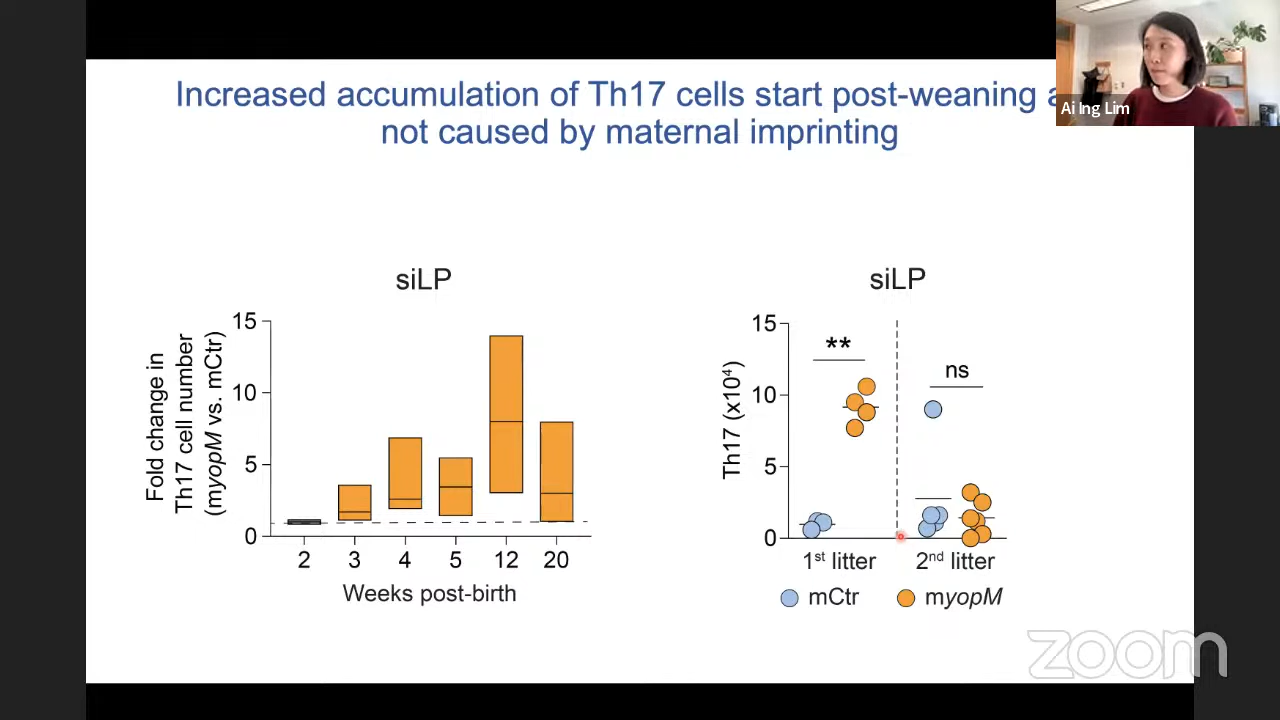 Increased accumulation of Th17 cells start post-weaning
not caused by maternal imprinting
Ai Ing Lim
siLP
Fold change in
Th17 cell number
(myopM vs. mCtr)
15
10
5
0
2 3 4 5 12 20
Weeks post-birth
siLP
Th17 (x10⁴)
15
10
5
0
**
ns
1st litter 2nd litter
mCtr myopM
zoom